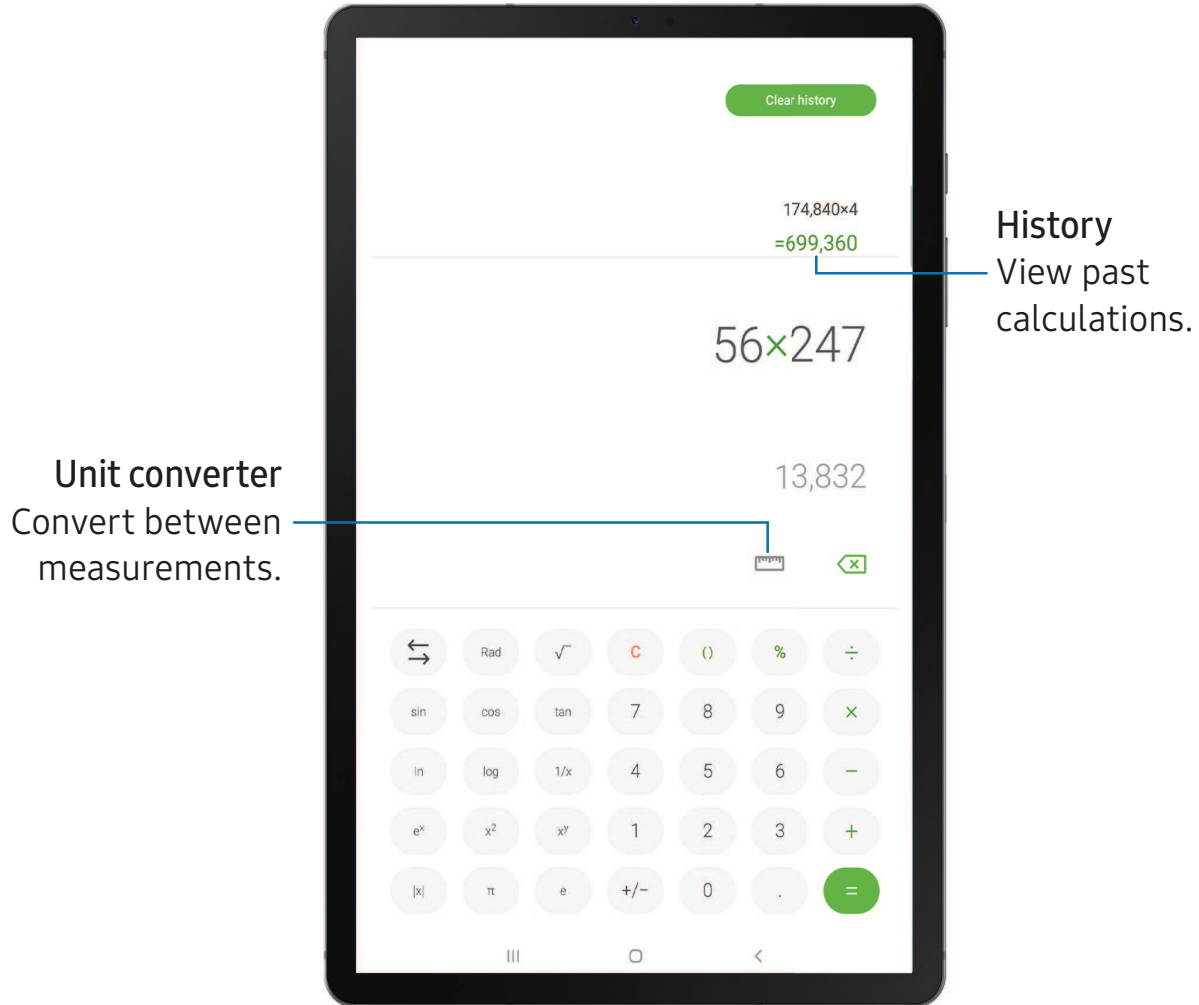 Clear history
174,840×4
=699,360
History
View past
calculations.
56×247
13,832
Unit converter
Convert between
measurements.
Rad √ C () % ÷
sin cos tan 7 8 9 ×
ln log 1/x 4 5 6 −
eˣ x² xʸ 1 2 3 +
|x| π e +/− 0 . =